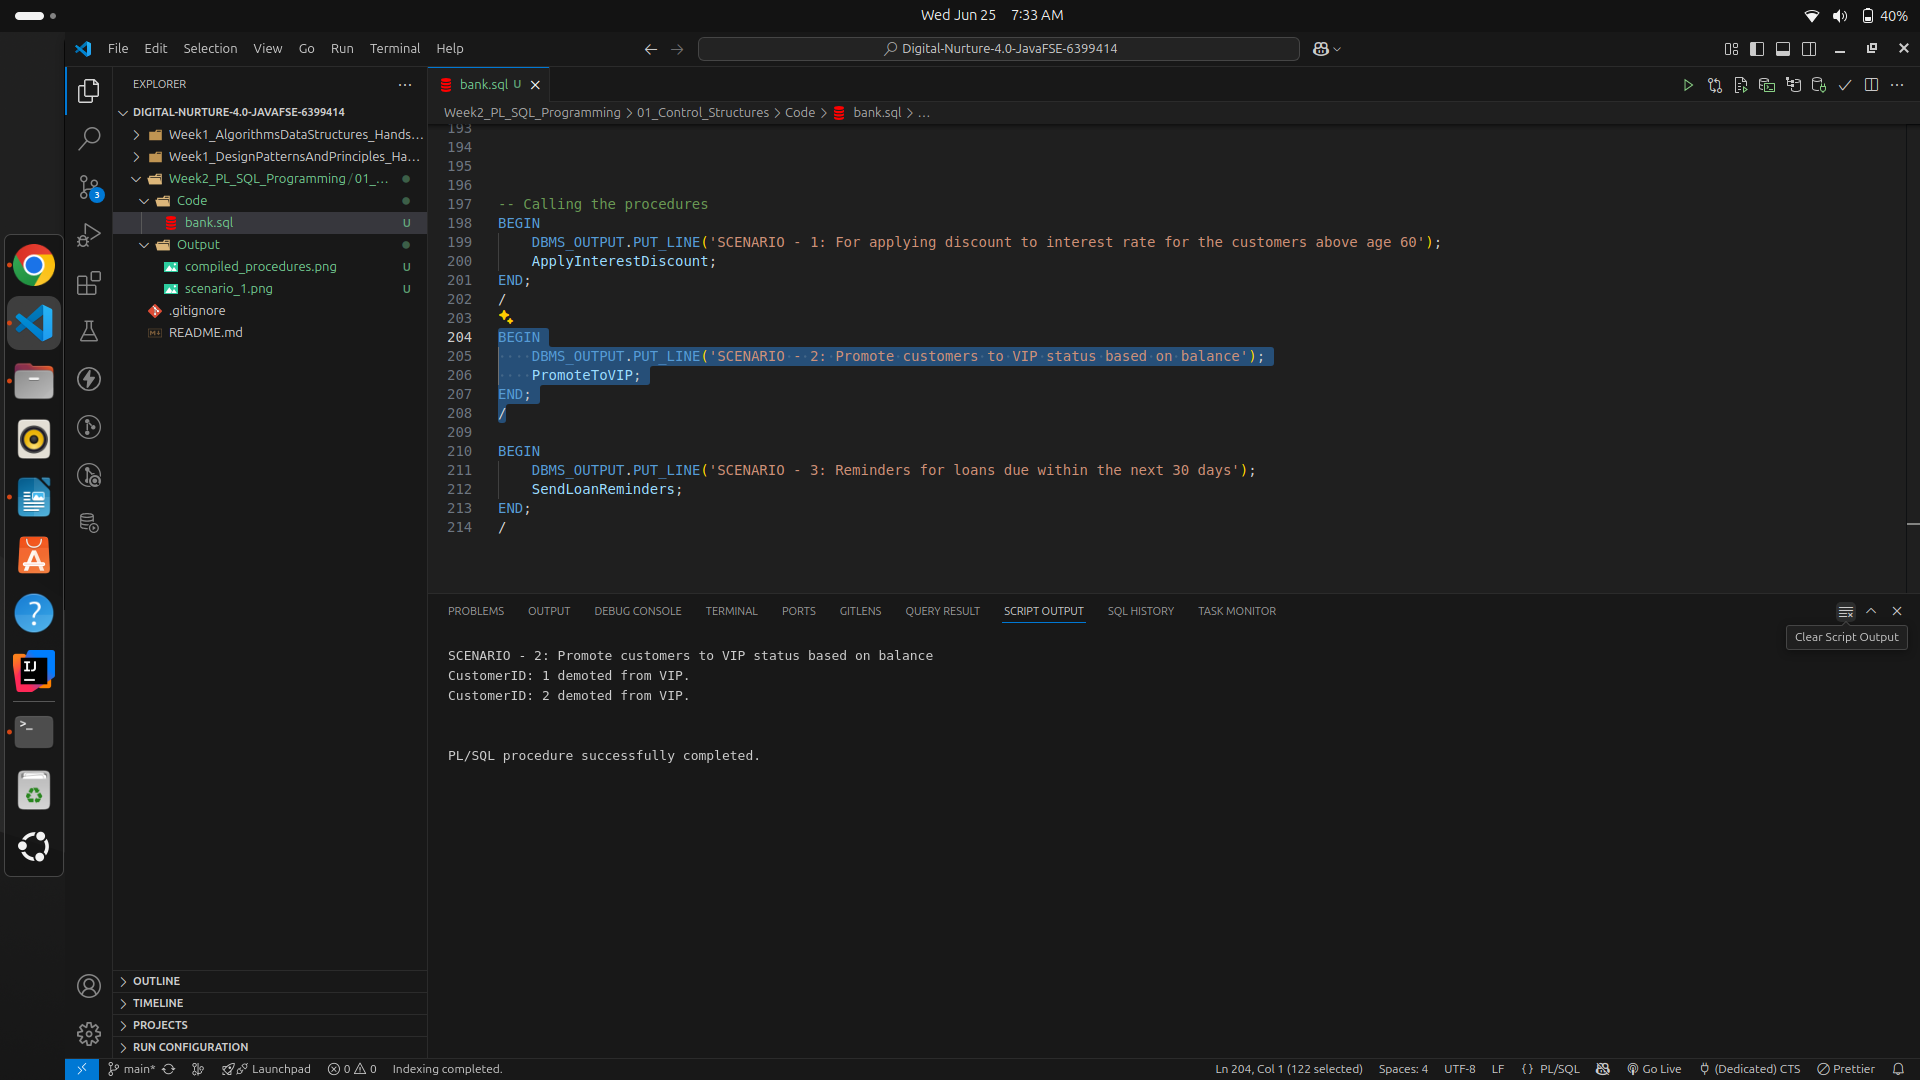 Wed Jun 25 7:33 AM
40%
File Edit Selection View Go Run Terminal Help
Digital-Nurture-4.0-JavaFSE-6399414
EXPLORER
DIGITAL-NURTURE-4.0-JAVAFSE-6399414
Week1_AlgorithmsDataStructures_Hands...
Week1_DesignPatternsAndPrinciples_Ha...
Week2_PL_SQL_Programming/01_...
Code
bank.sql U
Output
compiled_procedures.png U
scenario_1.png U
.gitignore
README.md
OUTLINE
TIMELINE
PROJECTS
RUN CONFIGURATION
3
bank.sql U
Week2_PL_SQL_Programming > 01_Control_Structures > Code > bank.sql > ...
193
194
195
196
197 -- Calling the procedures
198 BEGIN
199 DBMS_OUTPUT.PUT_LINE('SCENARIO - 1: For applying discount to interest rate for the customers above age 60');
200 ApplyInterestDiscount;
201 END;
202 /
203
204 BEGIN
205 DBMS_OUTPUT.PUT_LINE('SCENARIO - 2: Promote customers to VIP status based on balance');
206 PromoteToVIP;
207 END;
208 /
209
210 BEGIN
211 DBMS_OUTPUT.PUT_LINE('SCENARIO - 3: Reminders for loans due within the next 30 days');
212 SendLoanReminders;
213 END;
214 /
PROBLEMS OUTPUT DEBUG CONSOLE TERMINAL PORTS GITLENS QUERY RESULT SCRIPT OUTPUT SQL HISTORY TASK MONITOR
Clear Script Output
SCENARIO - 2: Promote customers to VIP status based on balance
CustomerID: 1 demoted from VIP.
CustomerID: 2 demoted from VIP.
PL/SQL procedure successfully completed.
main* Launchpad 0 0 Indexing completed.
Ln 204, Col 1 (122 selected) Spaces: 4 UTF-8 LF {} PL/SQL Go Live (Dedicated) CTS Prettier